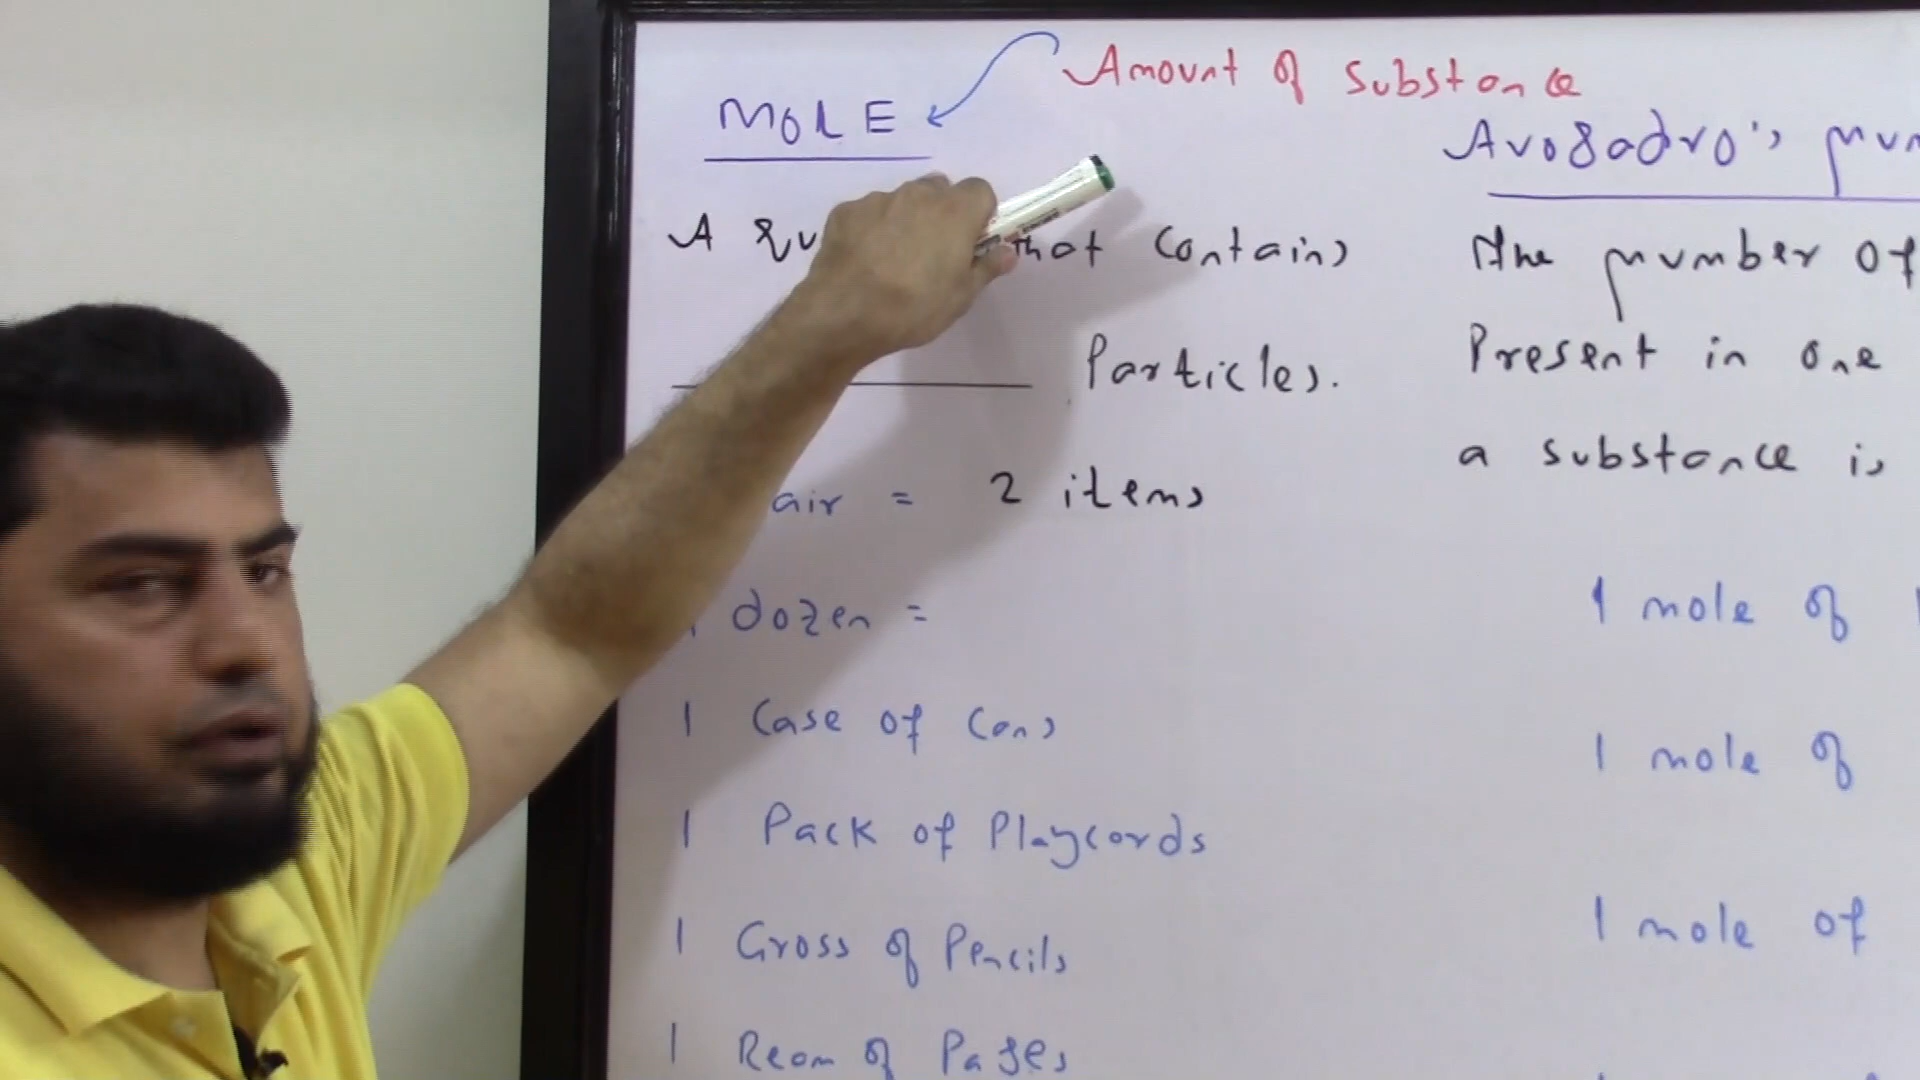 Amount of substance
MOLE
A that contains
Particles.
= 2 items
dozen =
1 Case of Cans
1 Pack of Playcards
1 Gross of Pencils
1 Ream of Pages
Avogadro's
The number of
Present in one
a substance is
1 mole of
1 mole of
1 mole of